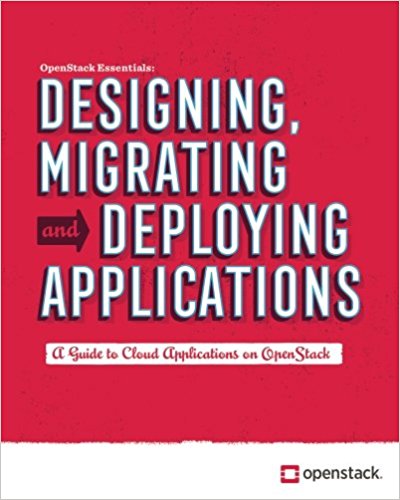 OpenStack Essentials:
DESIGNING,
MIGRATING
and DEPLOYING
APPLICATIONS
A Guide to Cloud Applications on OpenStack
openstack.